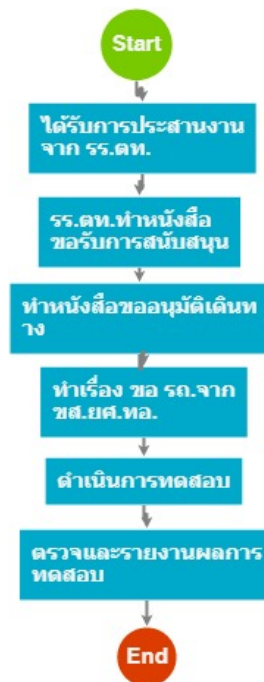 Start
ได้รับการประสานงาน
จาก รร.ตท.
รร.ตท.ทำหนังสือ
ขอรับการสนับสนุน
ทำหนังสือขออนุมัติเดินท
าง
ทำเรื่อง ขอ รถ.จาก
ขส.ยศ.ทอ.
ดำเนินการทดสอบ
ตรวจและรายงานผลการ
ทดสอบ
End